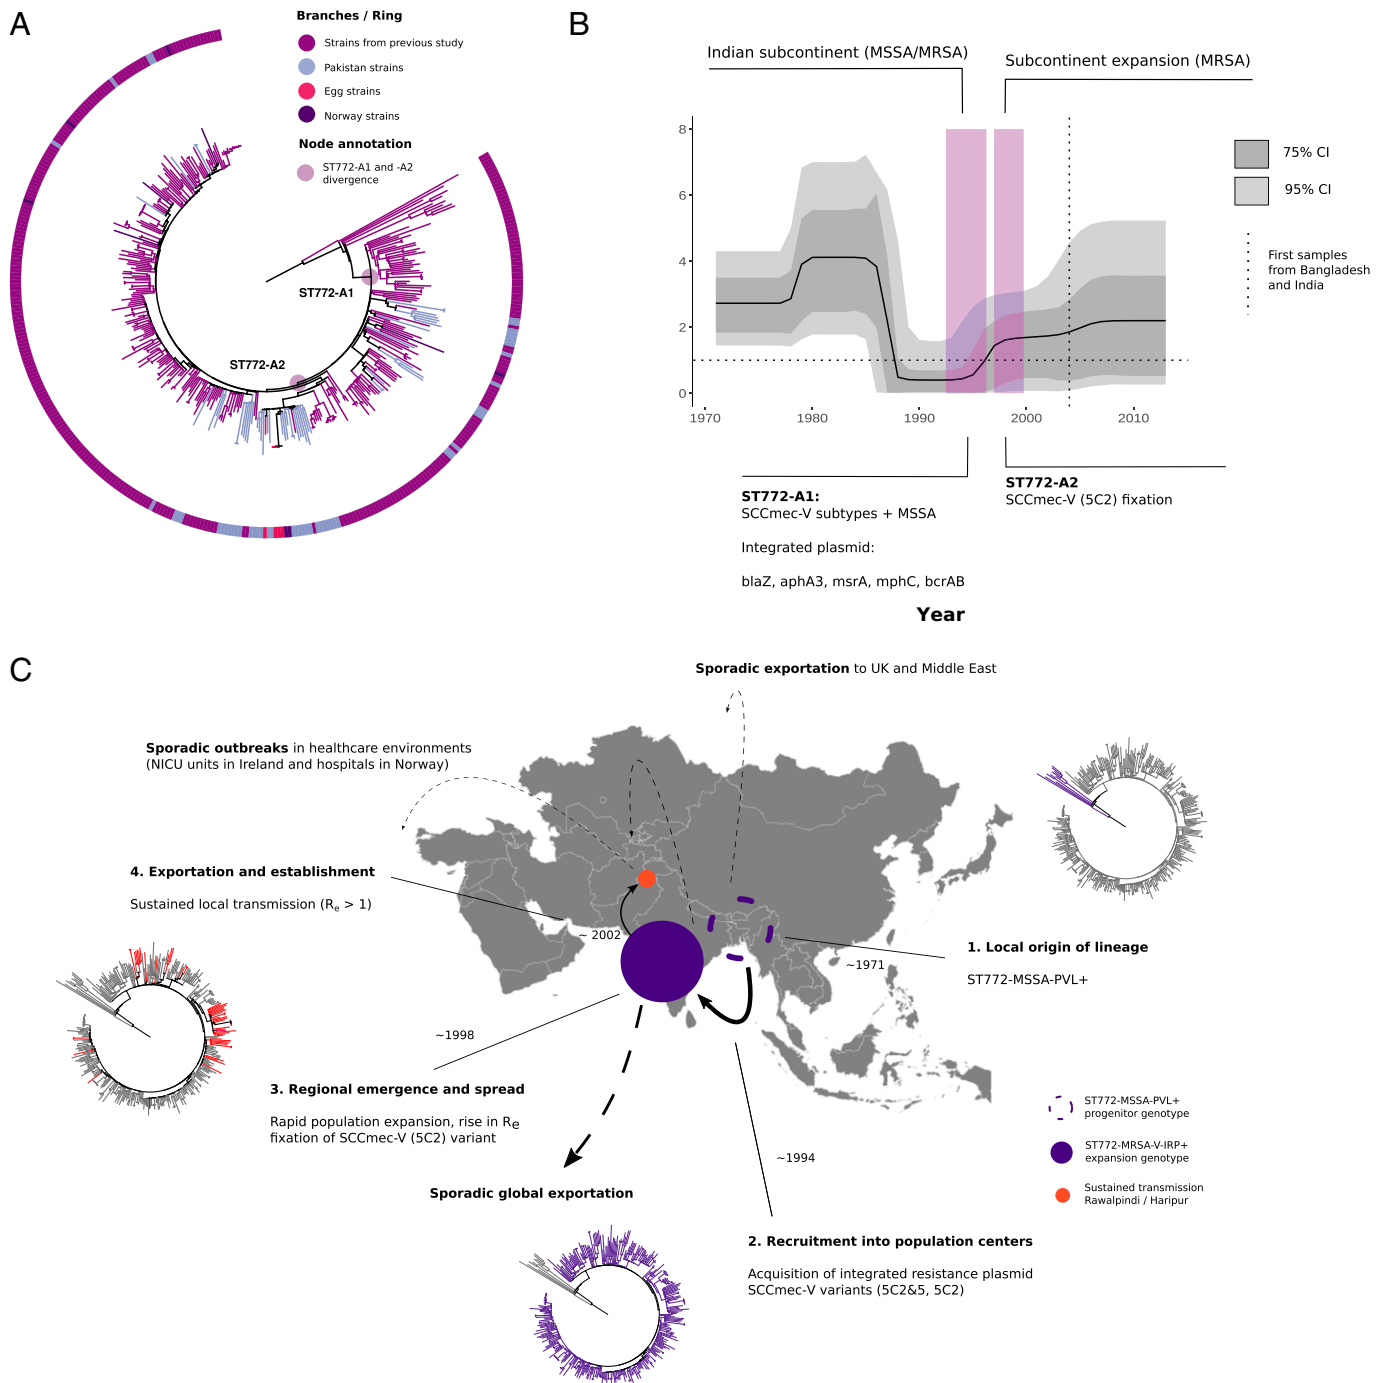 A
Branches / Ring
Strains from previous study
Pakistan strains
Egg strains
Norway strains
Node annotation
ST772-A1 and -A2
divergence
ST772-A1
ST772-A2
B
Indian subcontinent (MSSA/MRSA)
Subcontinent expansion (MRSA)
8
6
4
2
0
1970
1980
1990
2000
2010
75% CI
95% CI
First samples
from Bangladesh
and India
ST772-A1:
SCCmec-V subtypes + MSSA
Integrated plasmid:
blaZ, aphA3, msrA, mphC, bcrAB
ST772-A2
SCCmec-V (5C2) fixation
Year
C
Sporadic exportation to UK and Middle East
Sporadic outbreaks in healthcare environments
(NICU units in Ireland and hospitals in Norway)
4. Exportation and establishment
Sustained local transmission (Re > 1)
~ 2002
~1971
1. Local origin of lineage
ST772-MSSA-PVL+
~1998
3. Regional emergence and spread
Rapid population expansion, rise in Re
fixation of SCCmec-V (5C2) variant
Sporadic global exportation
~1994
2. Recruitment into population centers
Acquisition of integrated resistance plasmid
SCCmec-V variants (5C2&5, 5C2)
ST772-MSSA-PVL+
progenitor genotype
ST772-MRSA-V-IRP+
expansion genotype
Sustained transmission
Rawalpindi / Haripur